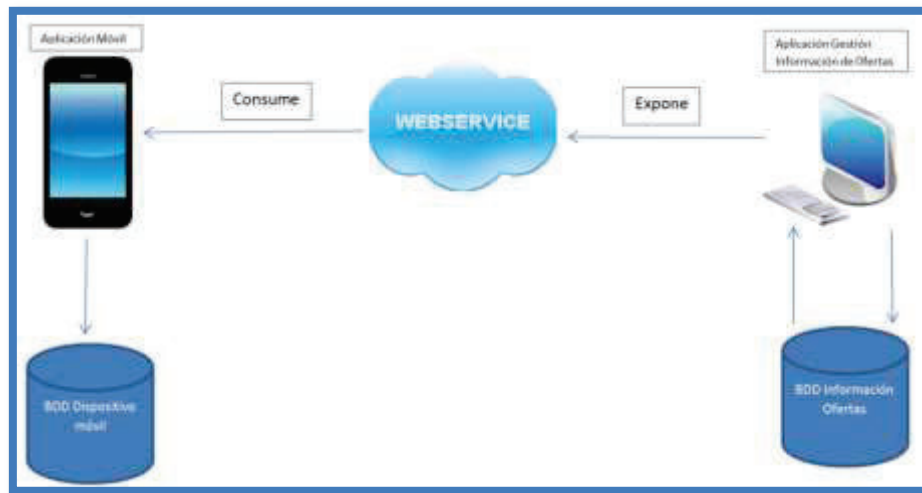 Aplicación Móvil
Aplicación Gestión
Información de Ofertas
Consume
WEBSERVICE
Expone
BDD Dispositivo
móvil
BDD Información
Ofertas